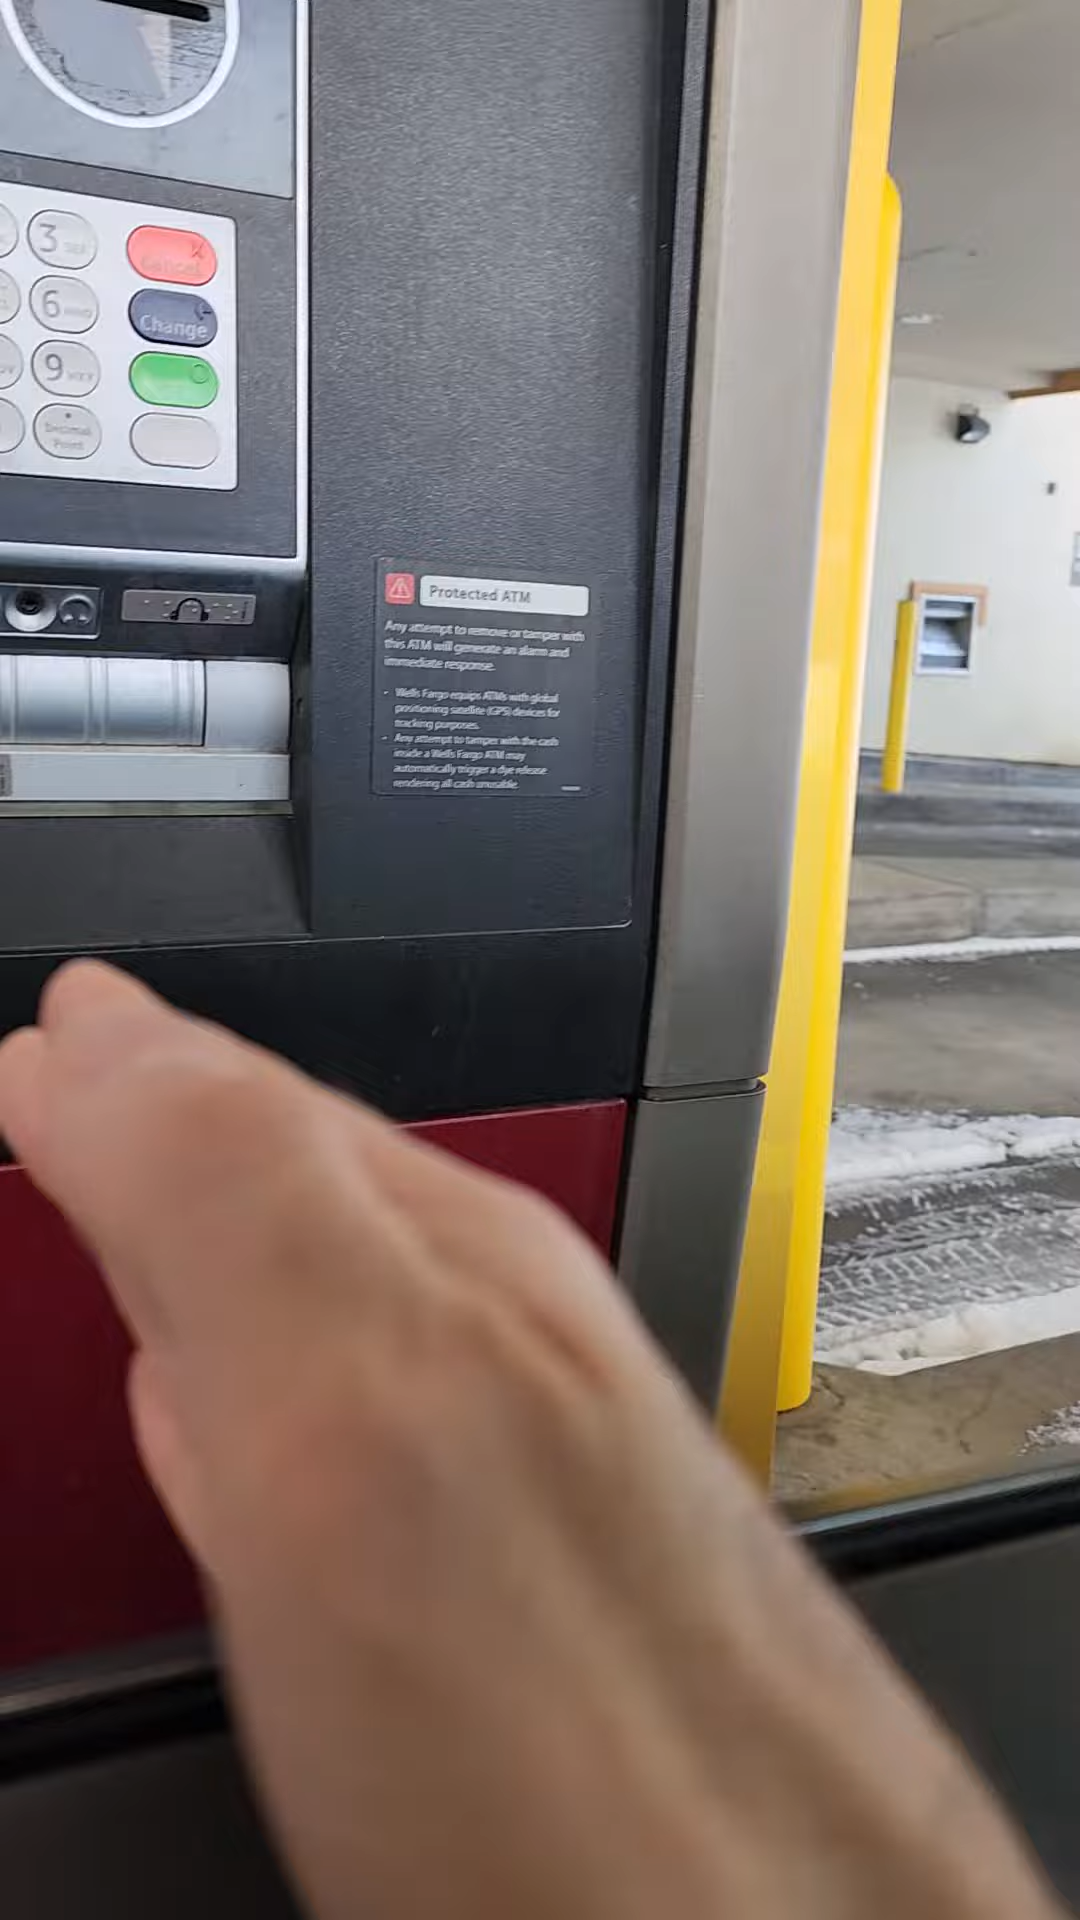 3 DEF
Cancel
6 MNO
Change
9 WXY
Decimal
Point
Protected ATM
Any attempt to remove or tamper with
this ATM will generate an alarm and
immediate response.
• Wells Fargo equips ATMs with global
positioning satellite (GPS) devices for
tracking purposes.
• Any attempt to tamper with the cash
inside a Wells Fargo ATM may
automatically trigger a dye release
rendering all cash unusable.